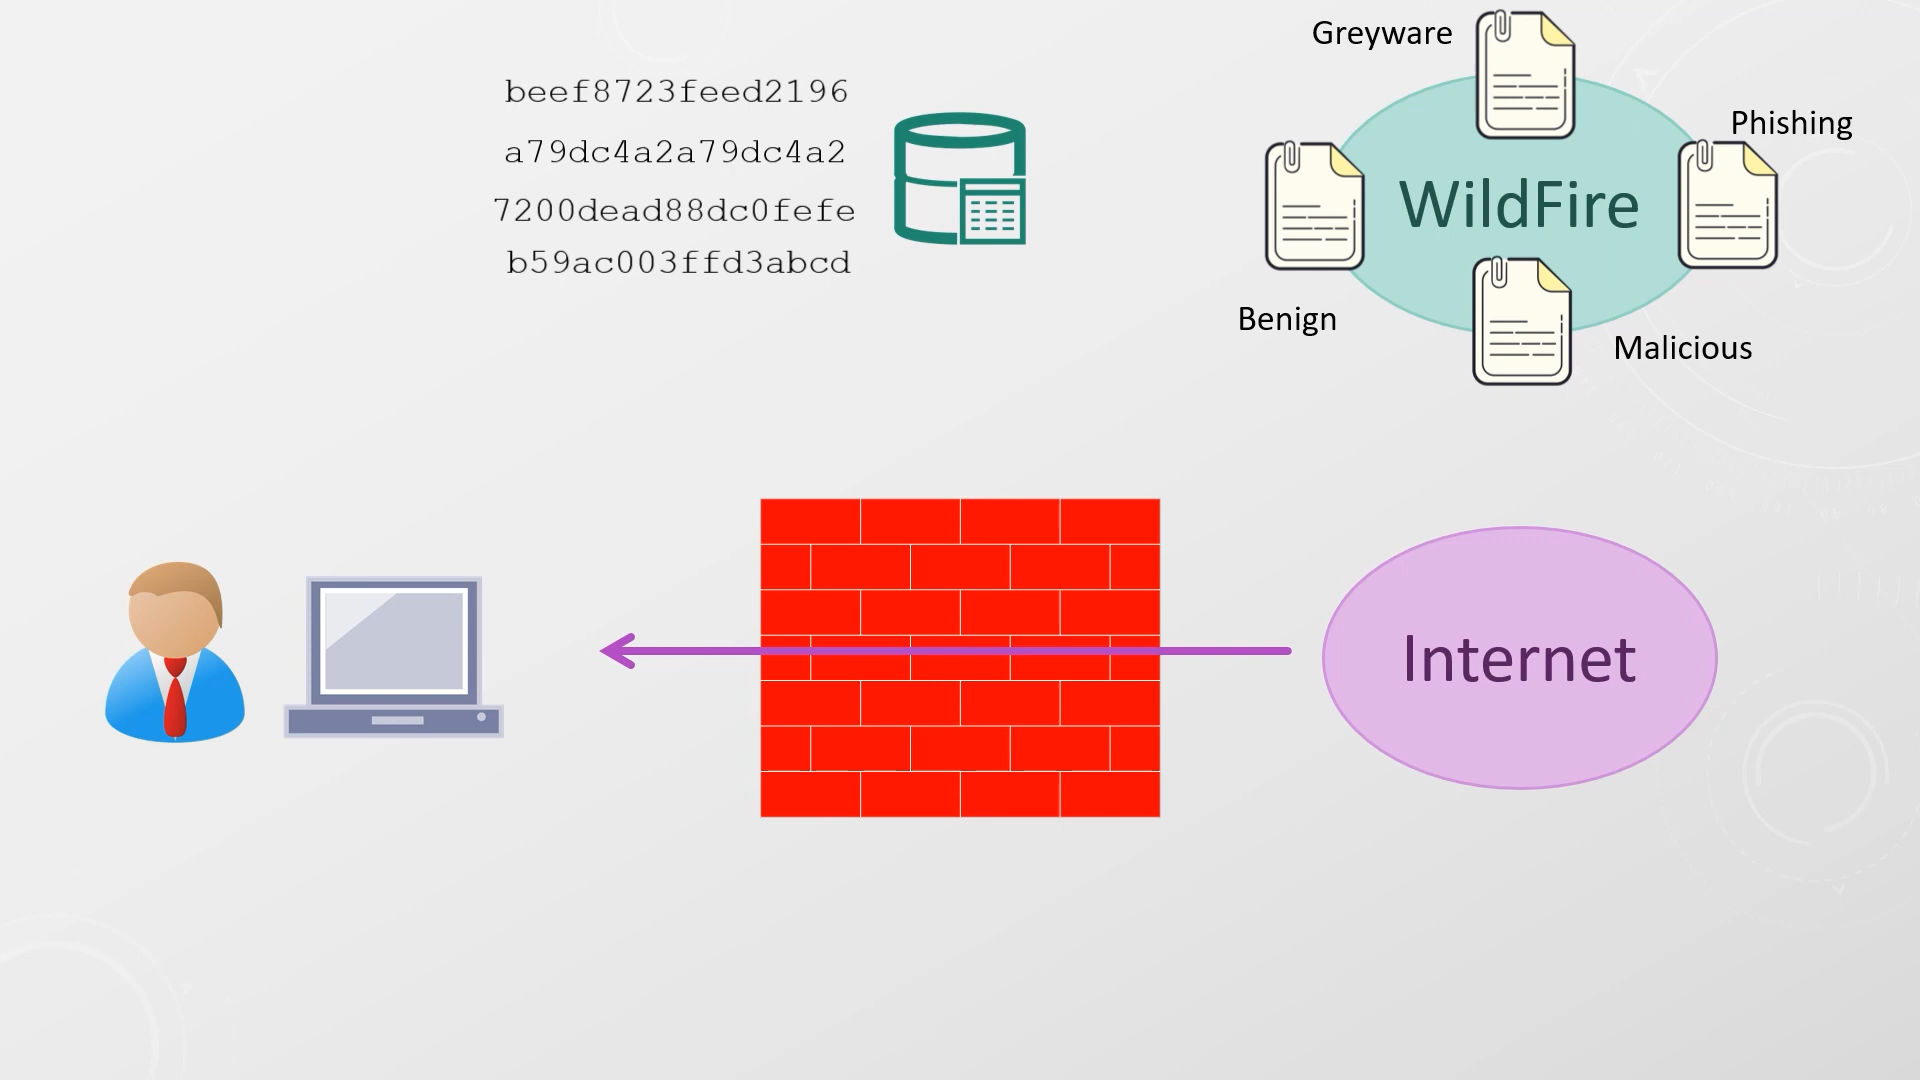 Greyware
beef8723feed2196
Phishing
a79dc4a2a79dc4a2
WildFire
7200dead88dc0fefe
b59ac003ffd3abcd
Benign
Malicious
Internet